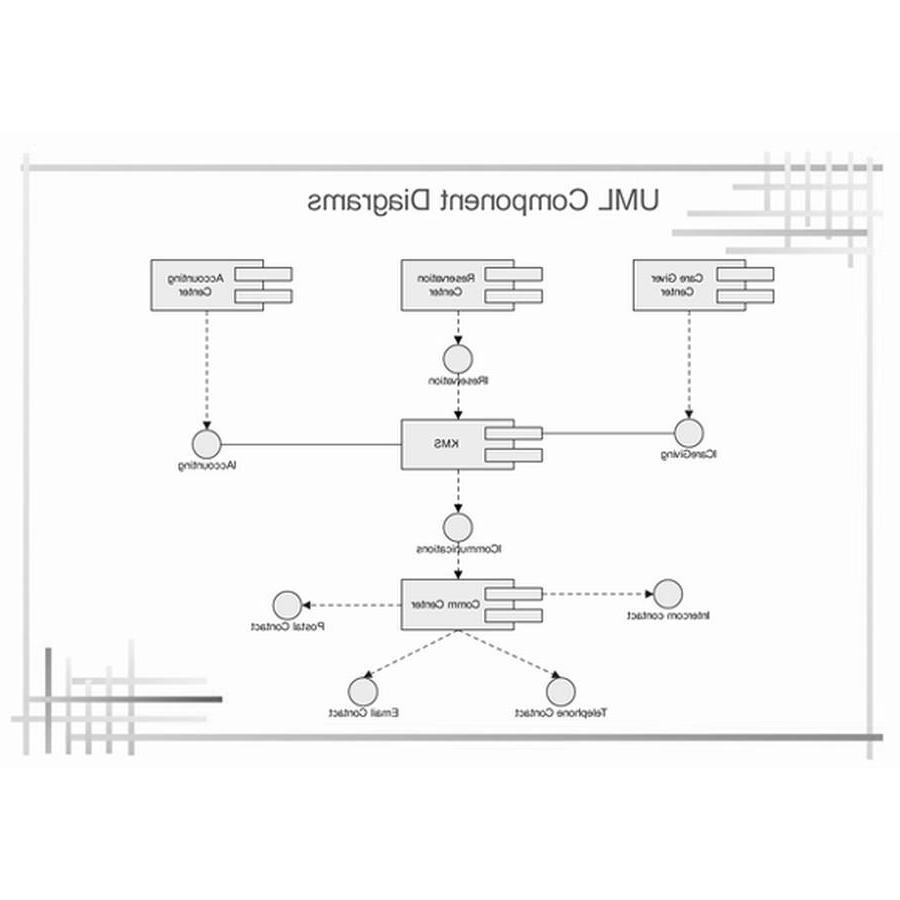 UML Component Diagrams
Care Giver
Center
Reservation
Center
Accounting
Center
IReservation
KMS
ICareGiving
IAccounting
ICommunications
Comm Center
Intercom contact
Postal Contact
Telephone Contact
Email Contact